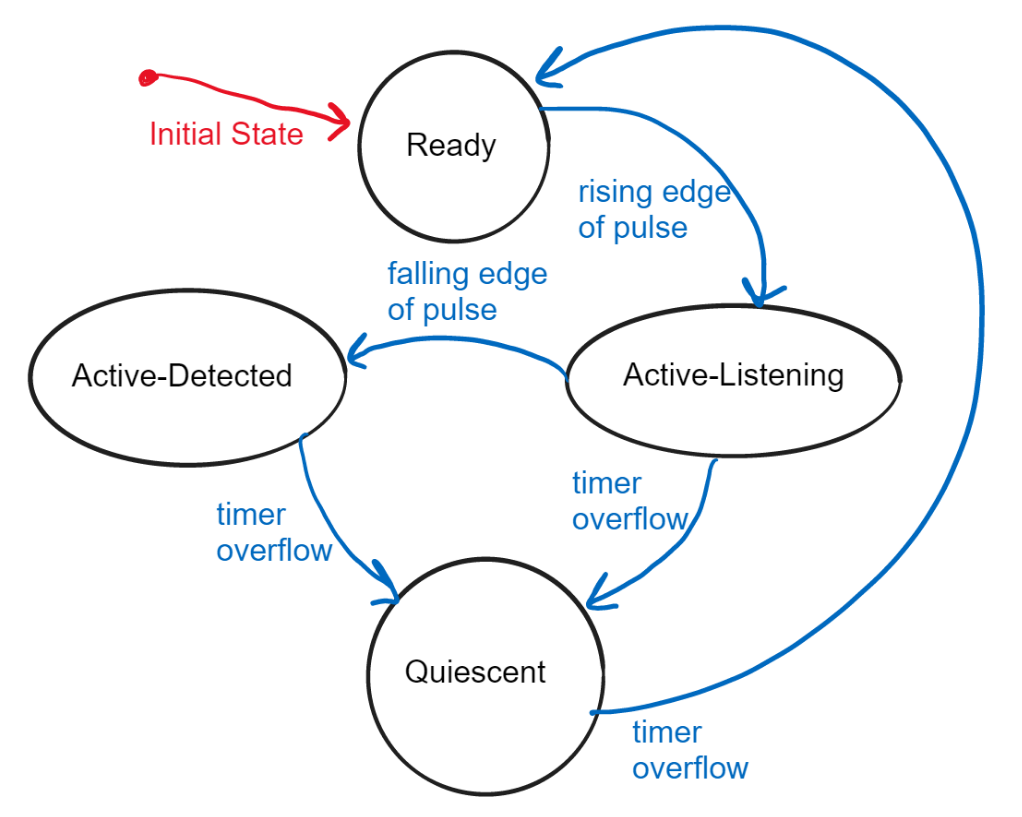 Initial State
Ready
rising edge
of pulse
falling edge
of pulse
Active-Detected
Active-Listening
timer
overflow
timer
overflow
Quiescent
timer
overflow